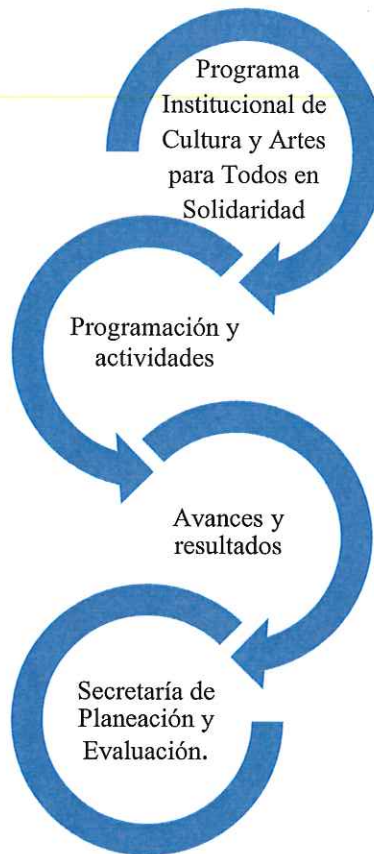 Programa
Institucional de
Cultura y Artes
para Todos en
Solidaridad
Programación y
actividades
Avances y
resultados
Secretaría de
Planeación y
Evaluación.